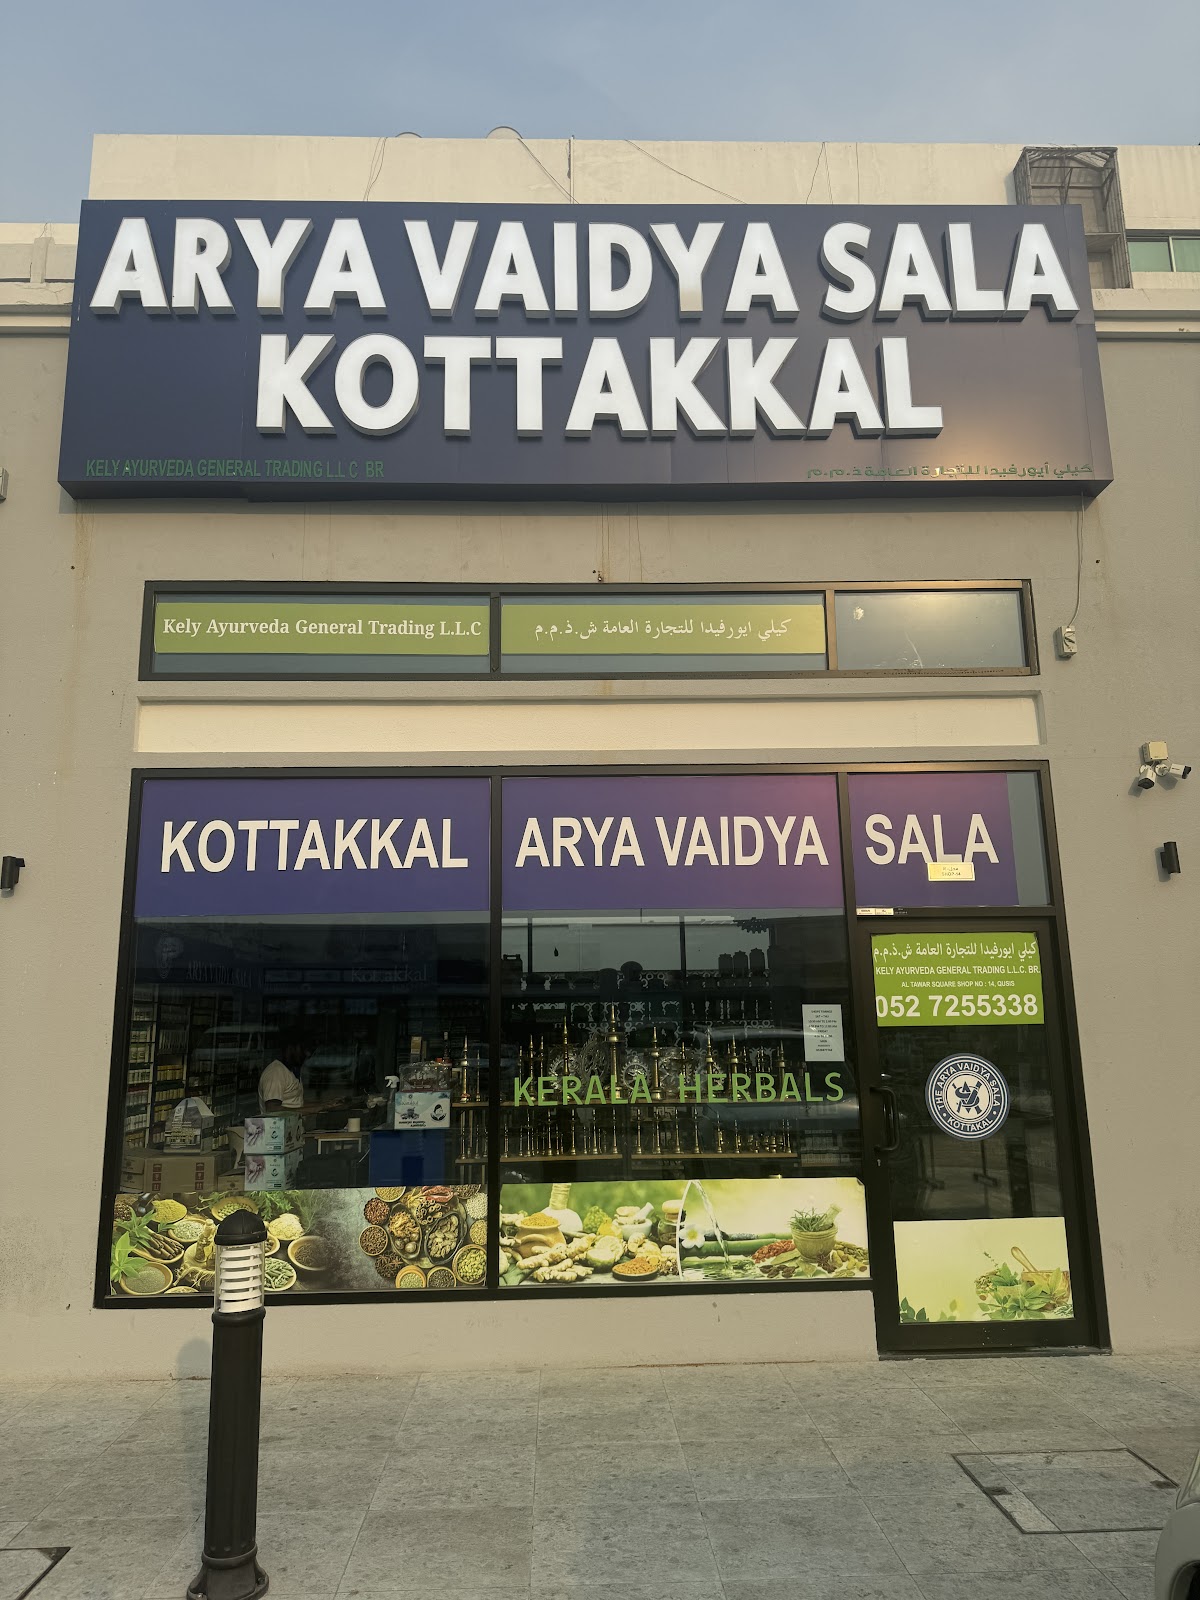 ARYA VAIDYA SALA
KOTTAKKAL
KELY AYURVEDA GENERAL TRADING L.L.C BR
كيلي أيورفيدا للتجارة العامة ذ.م.م
Kely Ayurveda General Trading L.L.C
كيلي ايورفيدا للتجارة العامة ش.ذ.م.م
KOTTAKKAL
ARYA VAIDYA
SALA
كيلي ايورفيدا للتجارة العامة ش.ذ.م.م
KELY AYURVEDA GENERAL TRADING L.L.C. BR.
AL TAWAR SQUARE SHOP NO : 14, QUSIS
052 7255338
KERALA HERBALS
THE ARYA VAIDYA SALA
KOTTAKAL